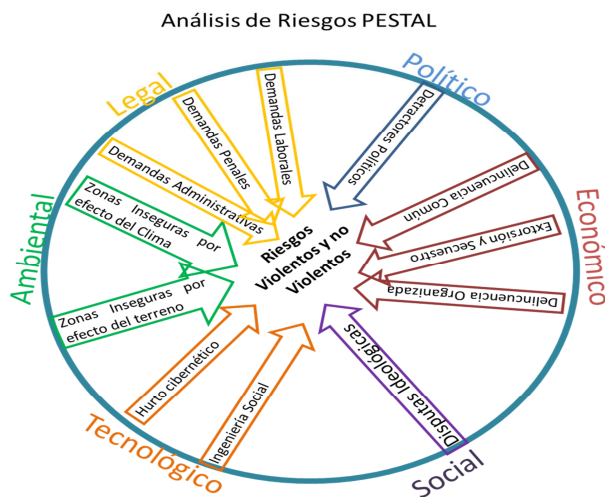 Análisis de Riesgos PESTAL
Político
Detractores Políticos
Económico
Delincuencia Común
Extorsión y Secuestro
Delincuencia Organizada
Social
Disputas Ideológicas
Tecnológico
Ingeniería Social
Hurto cibernético
Ambiental
Zonas Inseguras por
efecto del terreno
Zonas Inseguras por
efecto del Clima
Legal
Demandas Administrativas
Demandas Penales
Demandas Laborales
Riesgos
Violentos y no
Violentos